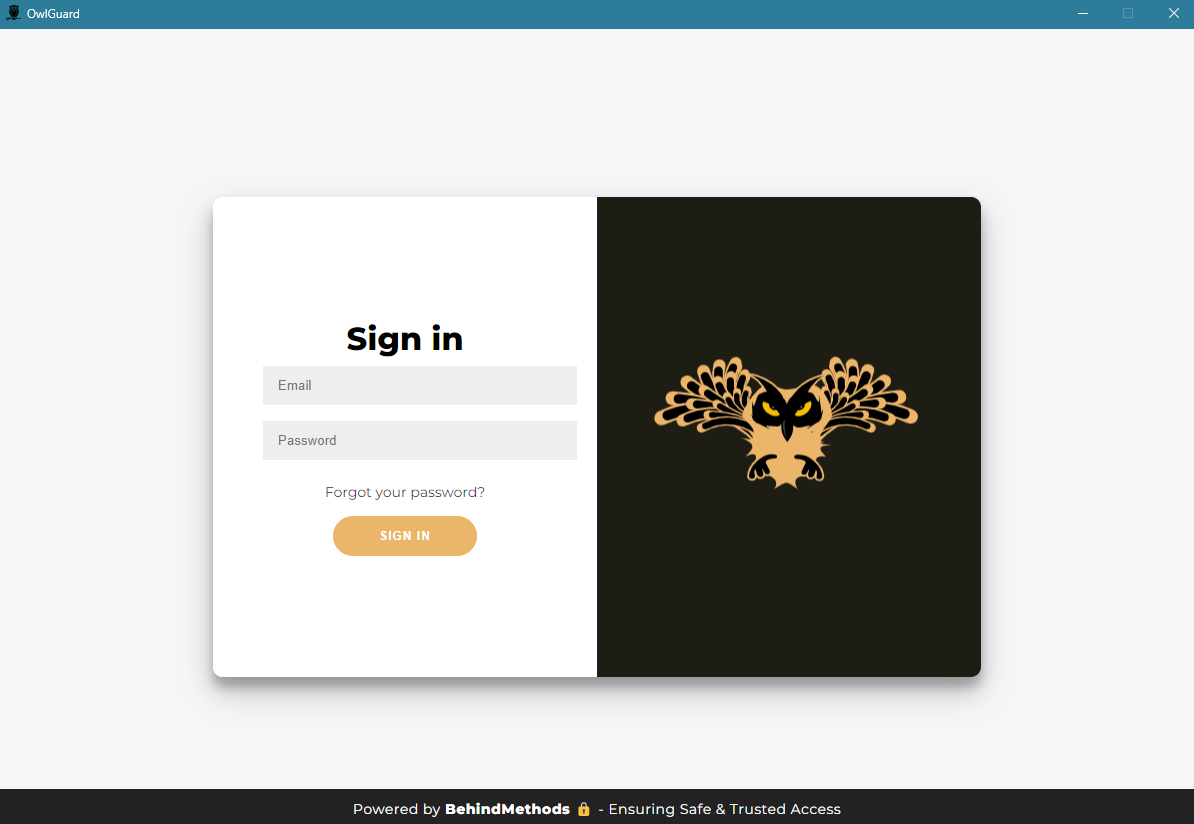 OwlGuard
Sign in
Email
Password
Forgot your password?
SIGN IN
Powered by BehindMethods 🔒 - Ensuring Safe & Trusted Access